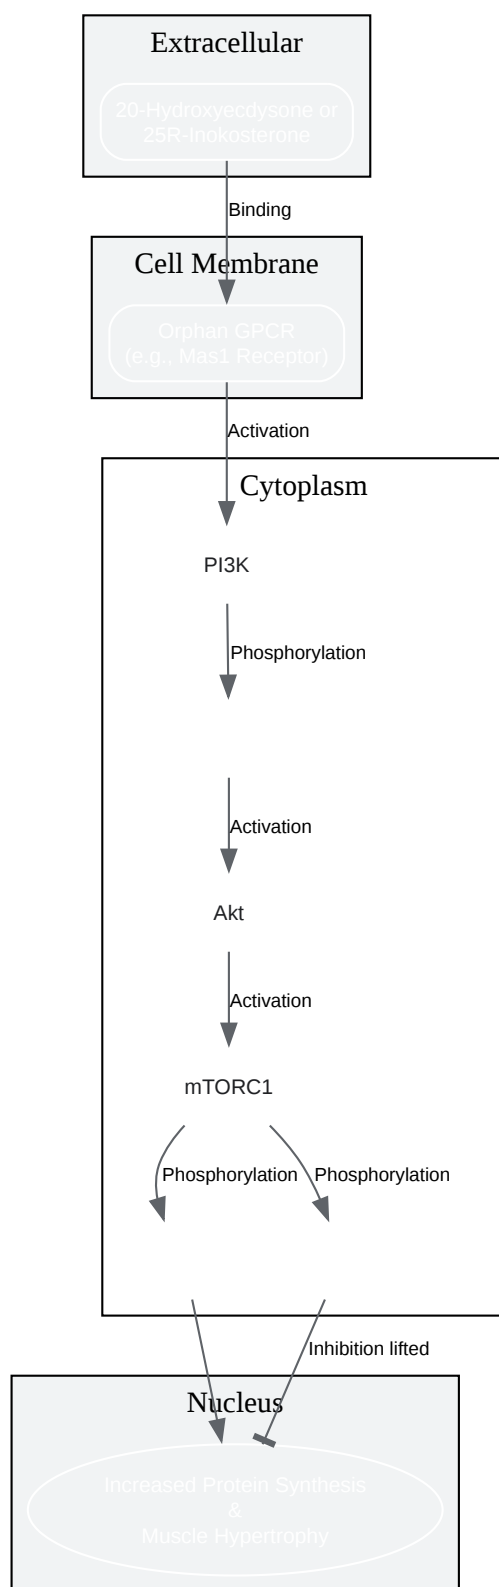 Extracellular
20-Hydroxyecdysone or
25R-Inokosterone
Binding
Cell Membrane
Orphan GPCR
(e.g., Mas1 Receptor)
Activation
Cytoplasm
PI3K
Phosphorylation
Activation
Akt
Activation
mTORC1
Phosphorylation
Phosphorylation
Inhibition lifted
Nucleus
Increased Protein Synthesis
&
Muscle Hypertrophy